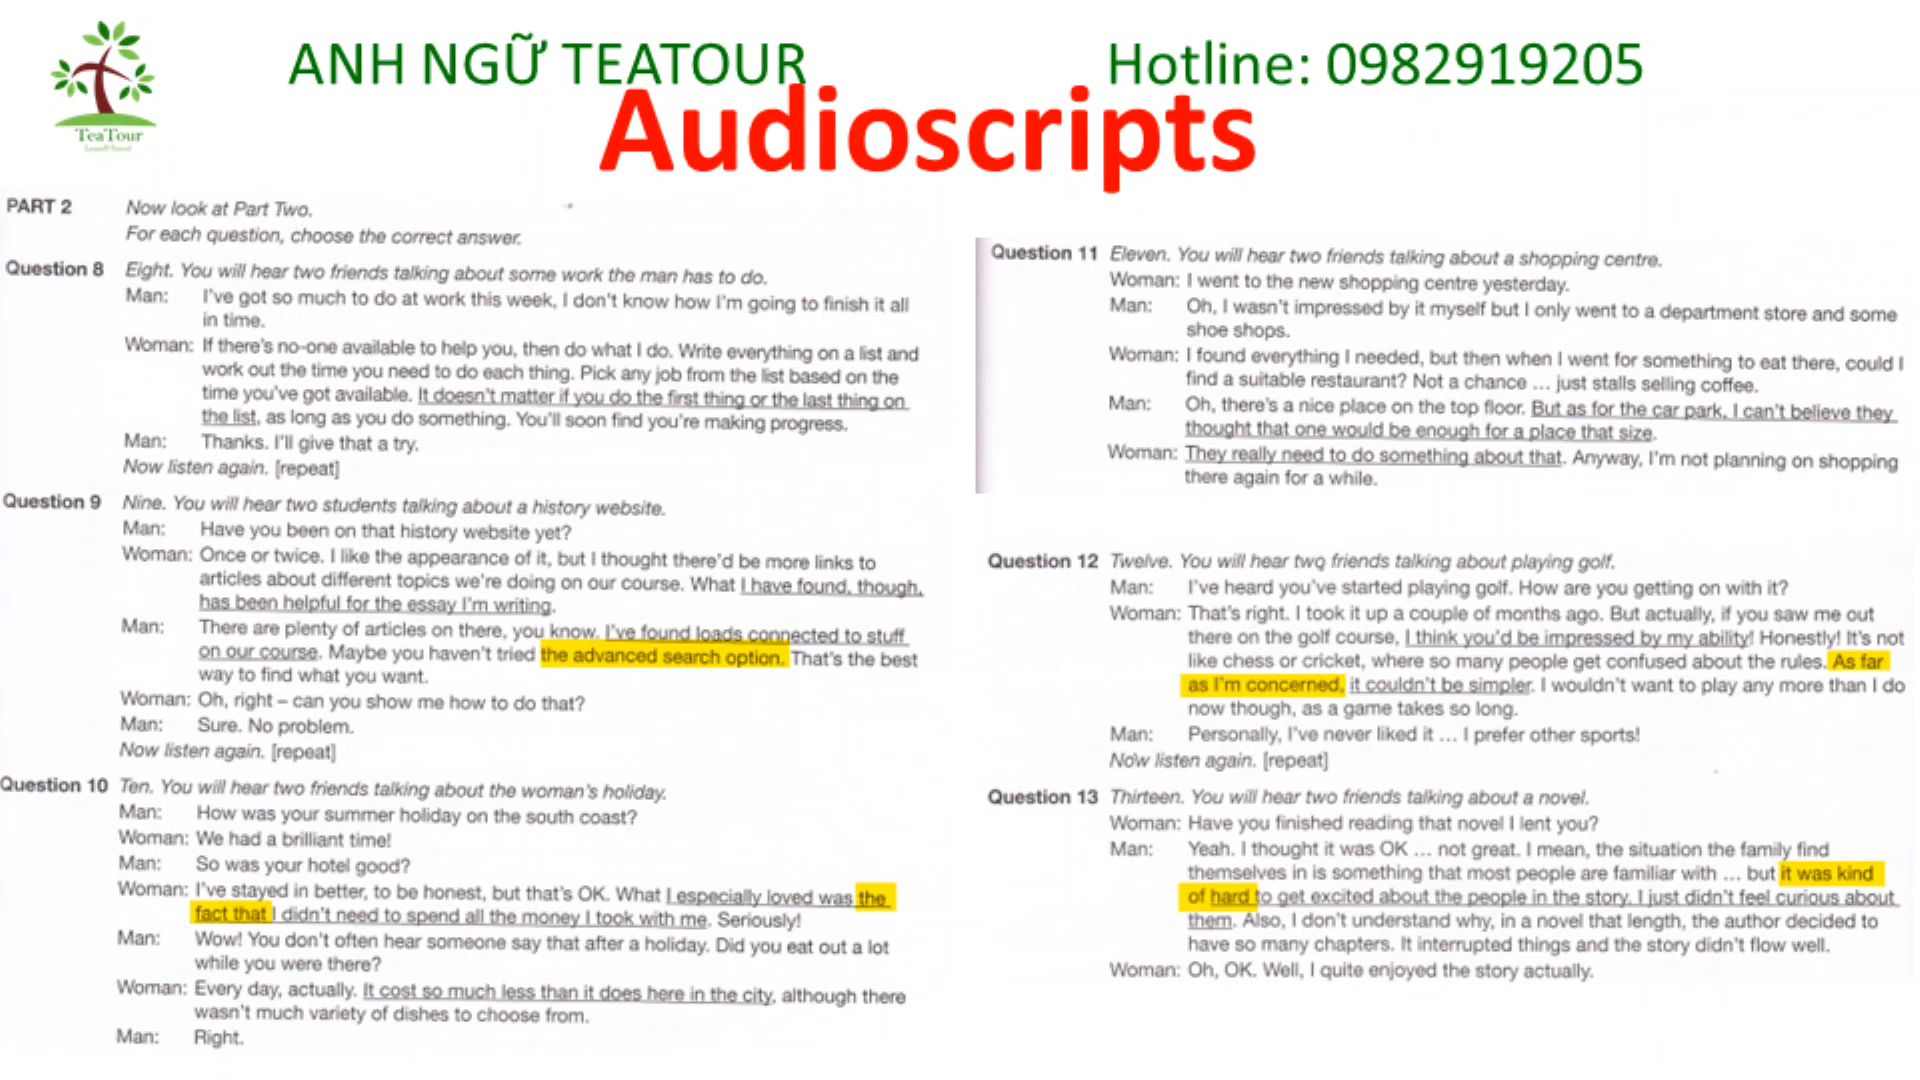 ANH NGỮ TEATOUR
Hotline: 0982919205
TeaTour
Audioscripts
PART 2 Now look at Part Two.
For each question, choose the correct answer.
Question 8 Eight. You will hear two friends talking about some work the man has to do.
Man: I've got so much to do at work this week, I don't know how I'm going to finish it all
in time.
Woman: If there's no-one available to help you, then do what I do. Write everything on a list and
work out the time you need to do each thing. Pick any job from the list based on the
time you've got available. It doesn't matter if you do the first thing or the last thing on
the list, as long as you do something. You'll soon find you're making progress.
Man: Thanks. I'll give that a try.
Now listen again. [repeat]
Question 9 Nine. You will hear two students talking about a history website.
Man: Have you been on that history website yet?
Woman: Once or twice. I like the appearance of it, but I thought there'd be more links to
articles about different topics we're doing on our course. What I have found, though,
has been helpful for the essay I'm writing.
Man: There are plenty of articles on there, you know. I've found loads connected to stuff
on our course. Maybe you haven't tried the advanced search option. That's the best
way to find what you want.
Woman: Oh, right – can you show me how to do that?
Man: Sure. No problem.
Now listen again. [repeat]
Question 10 Ten. You will hear two friends talking about the woman's holiday.
Man: How was your summer holiday on the south coast?
Woman: We had a brilliant time!
Man: So was your hotel good?
Woman: I've stayed in better, to be honest, but that's OK. What I especially loved was the
fact that I didn't need to spend all the money I took with me. Seriously!
Man: Wow! You don't often hear someone say that after a holiday. Did you eat out a lot
while you were there?
Woman: Every day, actually. It cost so much less than it does here in the city, although there
wasn't much variety of dishes to choose from.
Man: Right.
Question 11 Eleven. You will hear two friends talking about a shopping centre.
Woman: I went to the new shopping centre yesterday.
Man: Oh, I wasn't impressed by it myself but I only went to a department store and some
shoe shops.
Woman: I found everything I needed, but then when I went for something to eat there, could I
find a suitable restaurant? Not a chance ... just stalls selling coffee.
Man: Oh, there's a nice place on the top floor. But as for the car park, I can't believe they
thought that one would be enough for a place that size.
Woman: They really need to do something about that. Anyway, I'm not planning on shopping
there again for a while.
Question 12 Twelve. You will hear two friends talking about playing golf.
Man: I've heard you've started playing golf. How are you getting on with it?
Woman: That's right. I took it up a couple of months ago. But actually, if you saw me out
there on the golf course, I think you'd be impressed by my ability! Honestly! It's not
like chess or cricket, where so many people get confused about the rules. As far
as I'm concerned, it couldn't be simpler. I wouldn't want to play any more than I do
now though, as a game takes so long.
Man: Personally, I've never liked it ... I prefer other sports!
Now listen again. [repeat]
Question 13 Thirteen. You will hear two friends talking about a novel.
Woman: Have you finished reading that novel I lent you?
Man: Yeah. I thought it was OK ... not great. I mean, the situation the family find
themselves in is something that most people are familiar with ... but it was kind
of hard to get excited about the people in the story. I just didn't feel curious about
them. Also, I don't understand why, in a novel that length, the author decided to
have so many chapters. It interrupted things and the story didn't flow well.
Woman: Oh, OK. Well, I quite enjoyed the story actually.